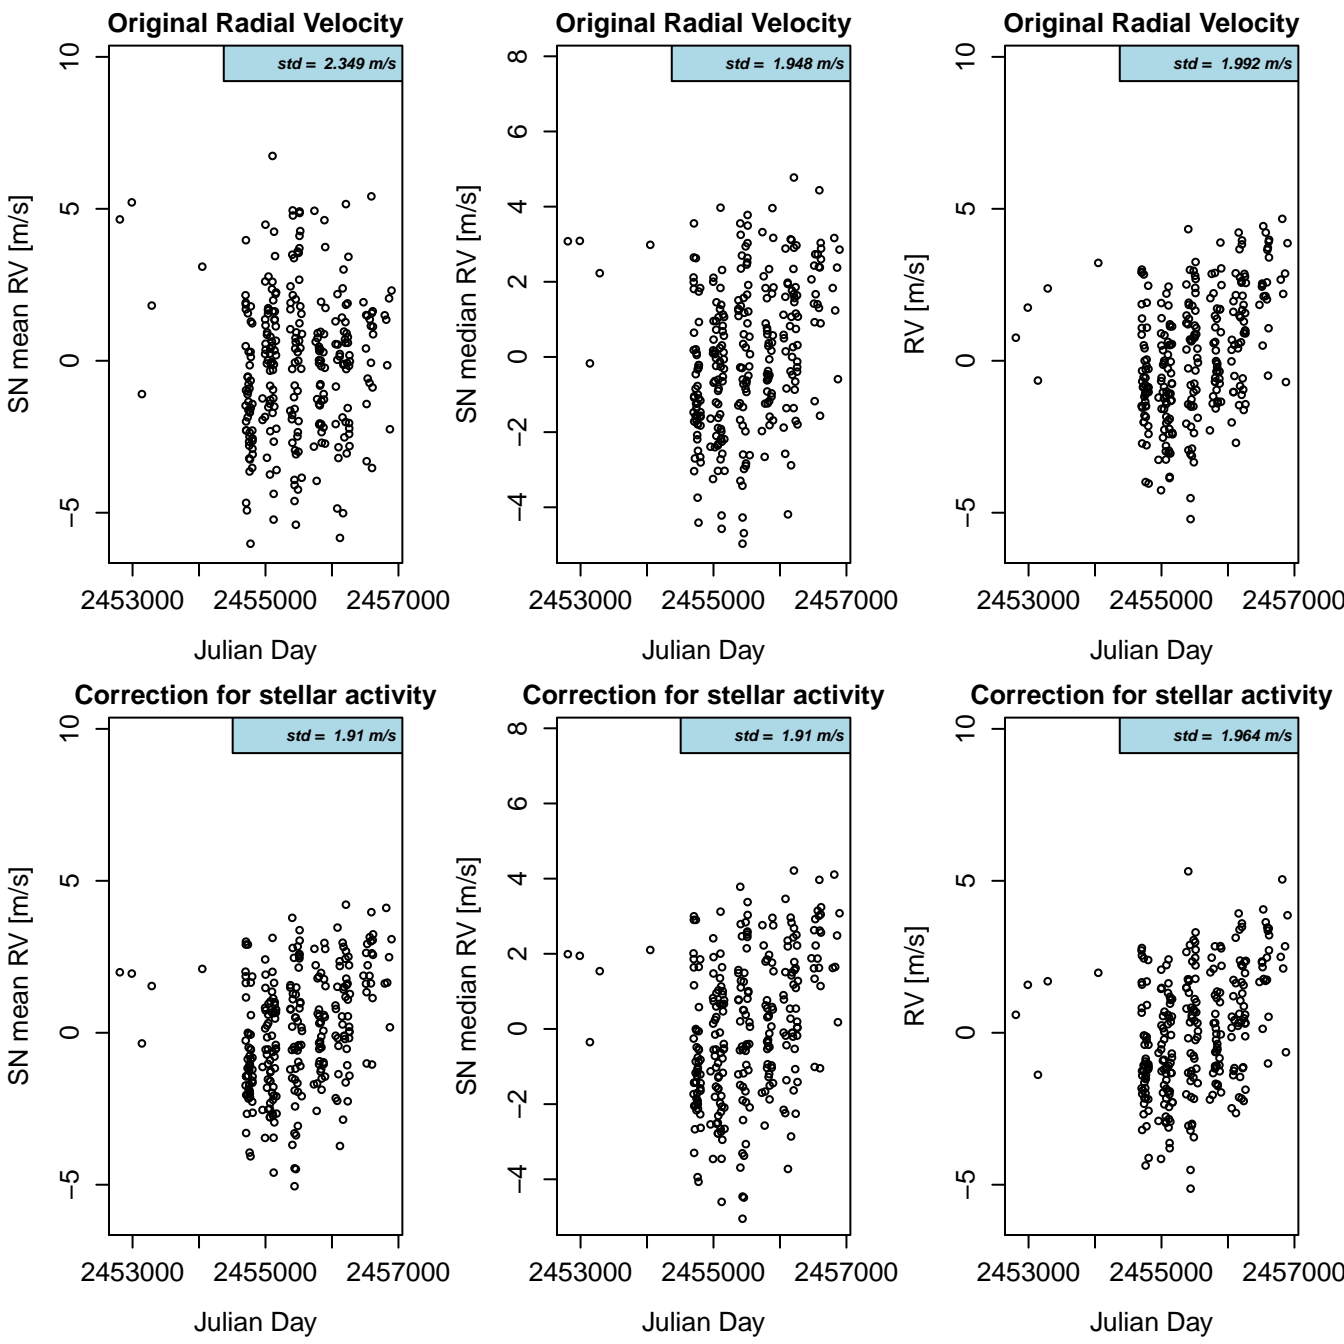 Original Radial Velocity
std = 2.349 m/s
SN mean RV [m/s]
10
5
0
−5
2453000 2455000 2457000
Julian Day
Original Radial Velocity
std = 1.948 m/s
SN median RV [m/s]
8
6
4
2
0
−2
−4
2453000 2455000 2457000
Julian Day
Original Radial Velocity
std = 1.992 m/s
RV [m/s]
10
5
0
−5
2453000 2455000 2457000
Julian Day
Correction for stellar activity
std = 1.91 m/s
SN mean RV [m/s]
10
5
0
−5
2453000 2455000 2457000
Julian Day
Correction for stellar activity
std = 1.91 m/s
SN median RV [m/s]
8
6
4
2
0
−2
−4
2453000 2455000 2457000
Julian Day
Correction for stellar activity
std = 1.964 m/s
RV [m/s]
10
5
0
−5
2453000 2455000 2457000
Julian Day